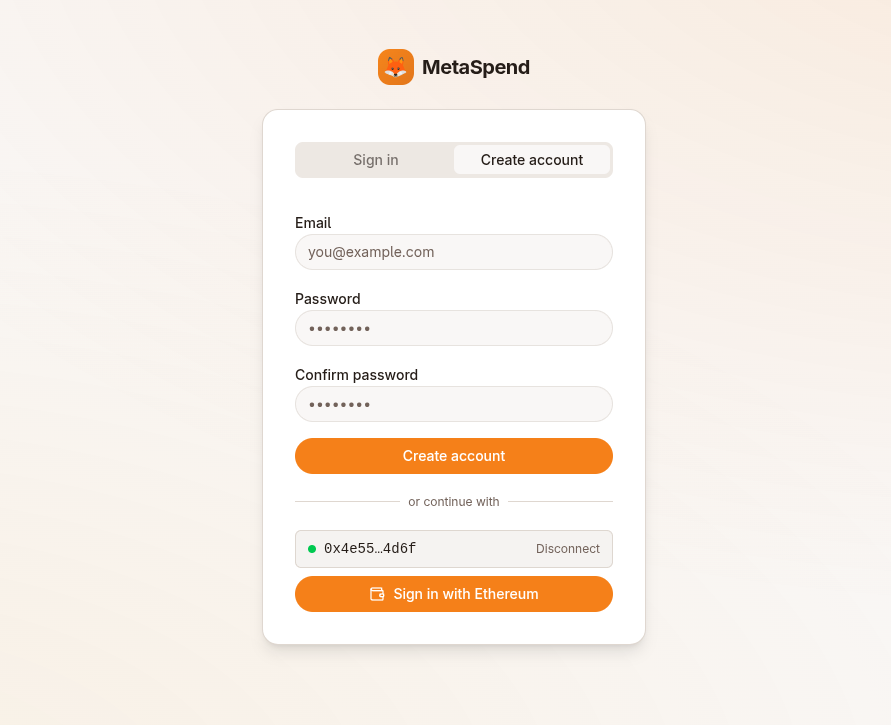 MetaSpend
Sign in
Create account
Email
you@example.com
Password
••••••••
Confirm password
••••••••
Create account
or continue with
0x4e55…4d6f
Disconnect
Sign in with Ethereum